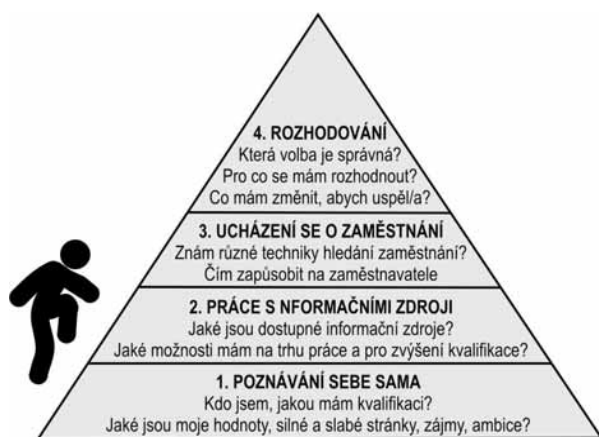 4. ROZHODOVÁNÍ
Která volba je správná?
Pro co se mám rozhodnout?
Co mám změnit, abych uspěl/a?
3. UCHÁZENÍ SE O ZAMĚSTNÁNÍ
Znám různé techniky hledání zaměstnání?
Čím zapůsobit na zaměstnavatele
2. PRÁCE S NFORMAČNÍMI ZDROJI
Jaké jsou dostupné informační zdroje?
Jaké možnosti mám na trhu práce a pro zvýšení kvalifikace?
1. POZNÁVÁNÍ SEBE SAMA
Kdo jsem, jakou mám kvalifikaci?
Jaké jsou moje hodnoty, silné a slabé stránky, zájmy, ambice?